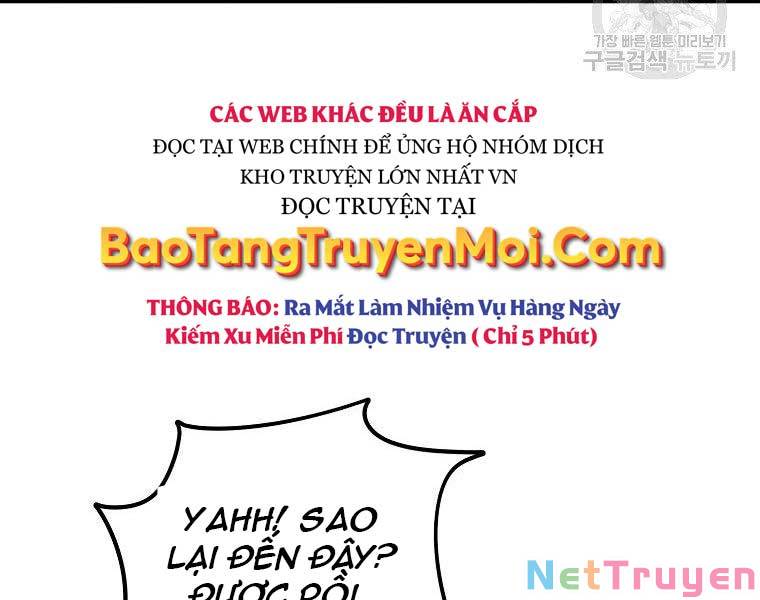 가장 빠른 웹툰 미리보기
구글검색 뉴토끼
CÁC WEB KHÁC ĐỀU LÀ ĂN CẮP
ĐỌC TẠI WEB CHÍNH ĐỂ ỦNG HỘ NHÓM DỊCH
KHO TRUYỆN LỚN NHẤT VN
ĐỌC TRUYỆN TẠI
BaoTangTruyenMoi.Com
THÔNG BÁO: Ra Mắt Làm Nhiệm Vụ Hàng Ngày
Kiếm Xu Miễn Phí Đọc Truyện ( Chỉ 5 Phút)
YAHH! SAO
LẠI ĐẾN ĐÂY?
ĐƯỢC RỒI
NetTruyen